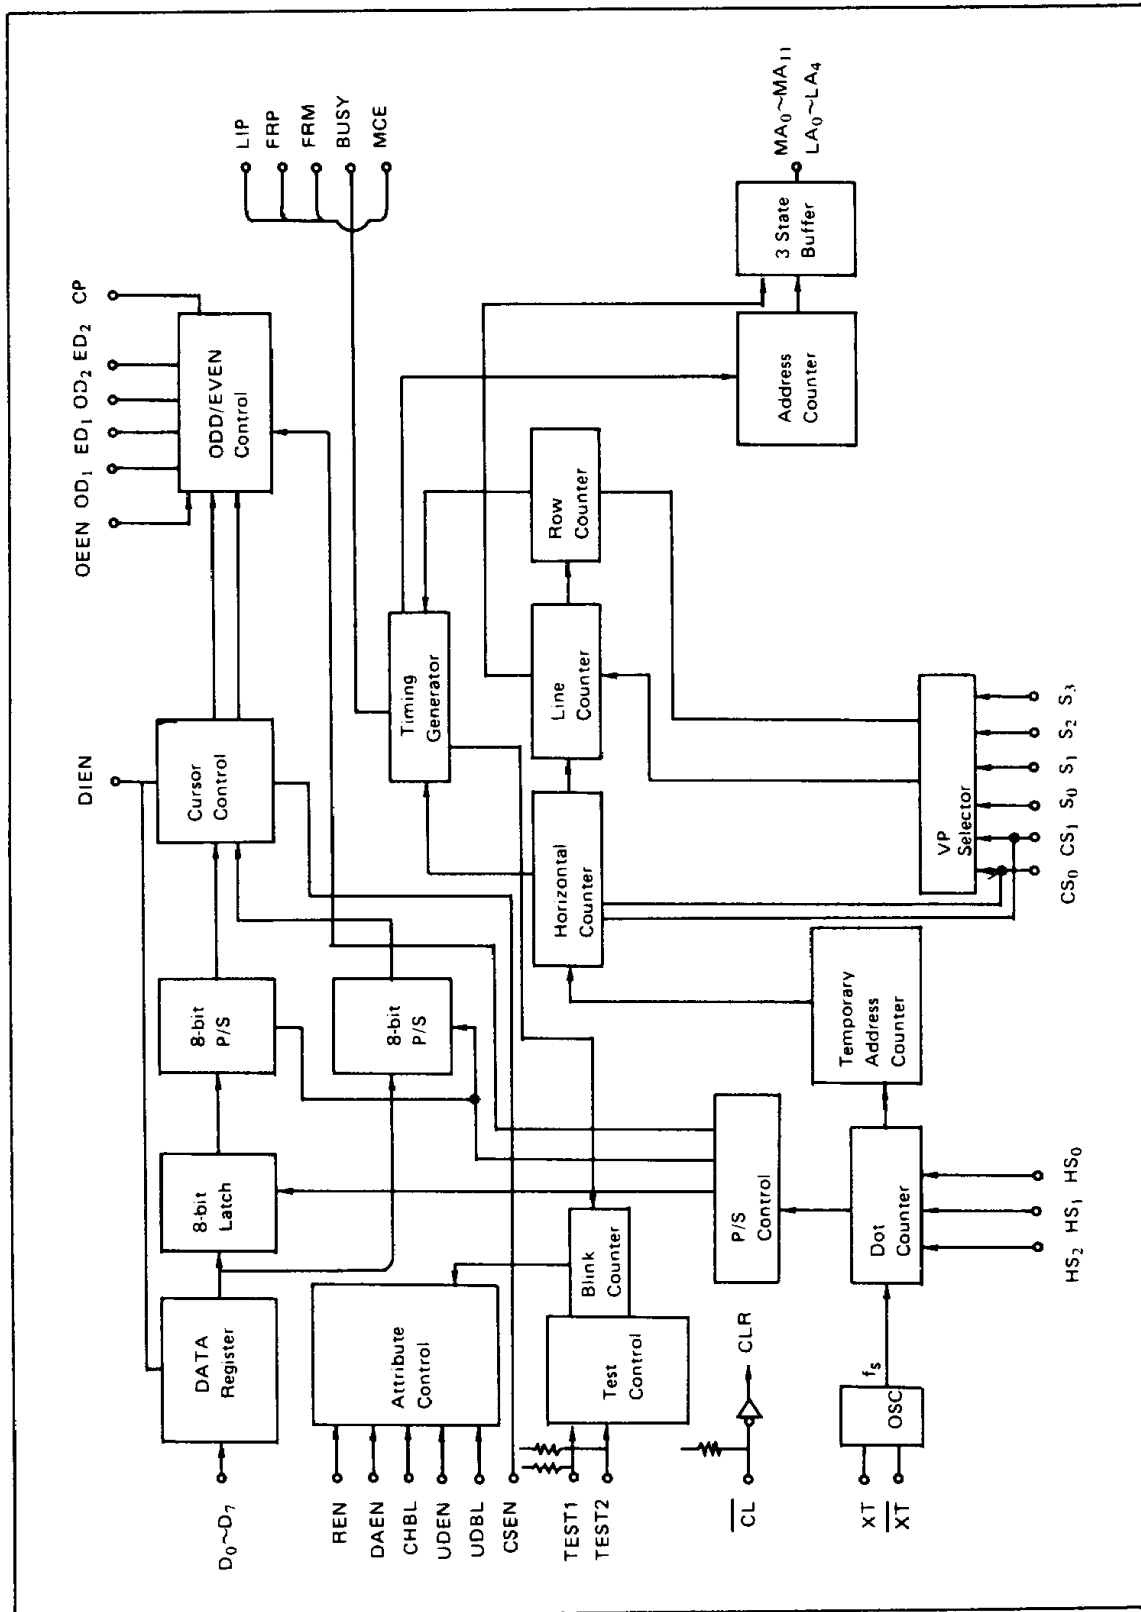 D₀~D₇
DATA
Register
8-bit
Latch
8-bit
P/S
8-bit
P/S
DIEN
Cursor
Control
OEEN OD₁ ED₁ OD₂ ED₂ CP
ODD/EVEN
Control
LIP
FRP
FRM
BUSY
MCE
REN
DAEN
CHBL
UDEN
UDBL
CSEN
Attribute
Control
TEST1
TEST2
Test
Control
Blink
Counter
Timing
Generator
Horizontal
Counter
Line
Counter
Row
Counter
Address
Counter
3 State
Buffer
MA₀~MA₁₁
LA₀~LA₄
CL
CLR
P/S
Control
XT
XT
OSC
fs
Dot
Counter
HS₂ HS₁ HS₀
Temporary
Address
Counter
VP
Selector
CS₀ CS₁ S₀ S₁ S₂ S₃